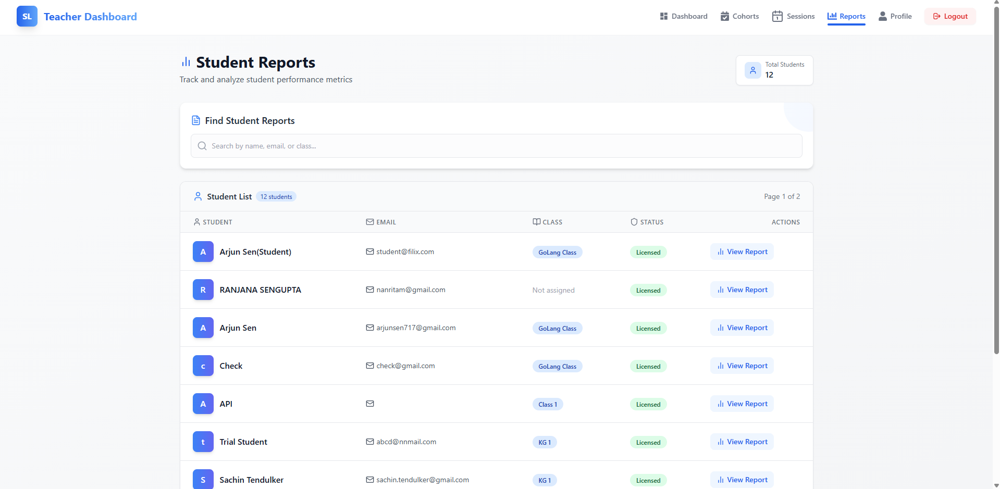 SL Teacher Dashboard Dashboard Cohorts 1 Sessions Reports Profile Logout
Student Reports
Track and analyze student performance metrics
Total Students
12
Find Student Reports
Search by name, email, or class...
Student List 12 students Page 1 of 2
STUDENT EMAIL CLASS STATUS ACTIONS
A Arjun Sen(Student) student@filix.com GoLang Class Licensed View Report
R RANJANA SENGUPTA nanritam@gmail.com Not assigned Licensed View Report
A Arjun Sen arjunsen717@gmail.com GoLang Class Licensed View Report
c Check check@gmail.com GoLang Class Licensed View Report
A API Class 1 Licensed View Report
t Trial Student abcd@nnmail.com KG 1 Licensed View Report
S Sachin Tendulker sachin.tendulker@gmail.com KG 1 Licensed View Report